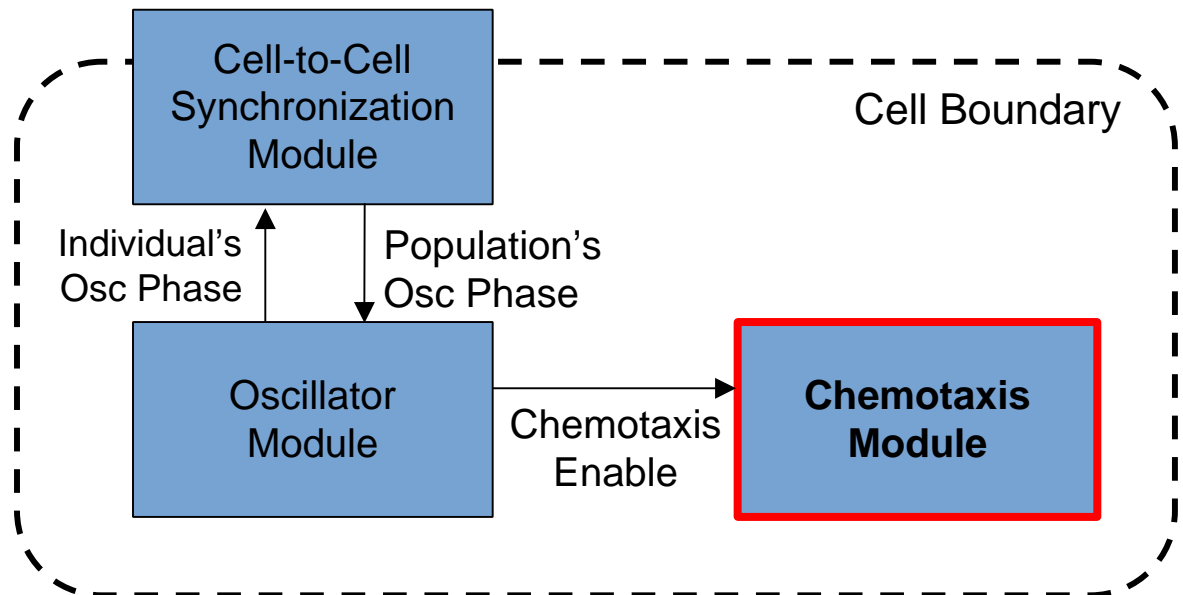 Cell-to-Cell
Synchronization
Module
Cell Boundary
Individual’s
Osc Phase
Population’s
Osc Phase
Oscillator
Module
Chemotaxis
Enable
Chemotaxis
Module